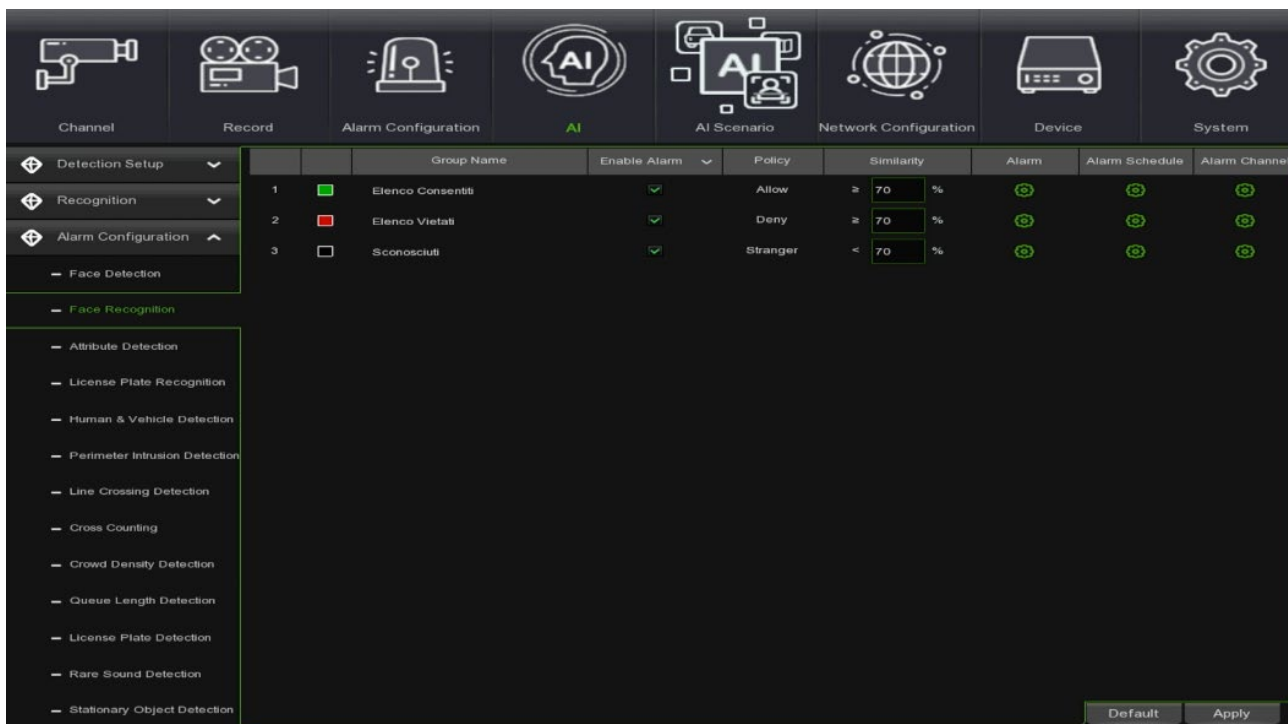 Channel Record Alarm Configuration AI AI Scenario Network Configuration Device System
Detection Setup
Recognition
Alarm Configuration
Face Detection
Face Recognition
Attribute Detection
License Plate Recognition
Human & Vehicle Detection
Perimeter Intrusion Detection
Line Crossing Detection
Cross Counting
Crowd Density Detection
Queue Length Detection
License Plate Detection
Rare Sound Detection
Stationary Object Detection
Group Name Enable Alarm Policy Similarity Alarm Alarm Schedule Alarm Channel
1 Elenco Consentiti Allow ≥ 70 %
2 Elenco Vietati Deny ≥ 70 %
3 Sconosciuti Stranger < 70 %
Default Apply